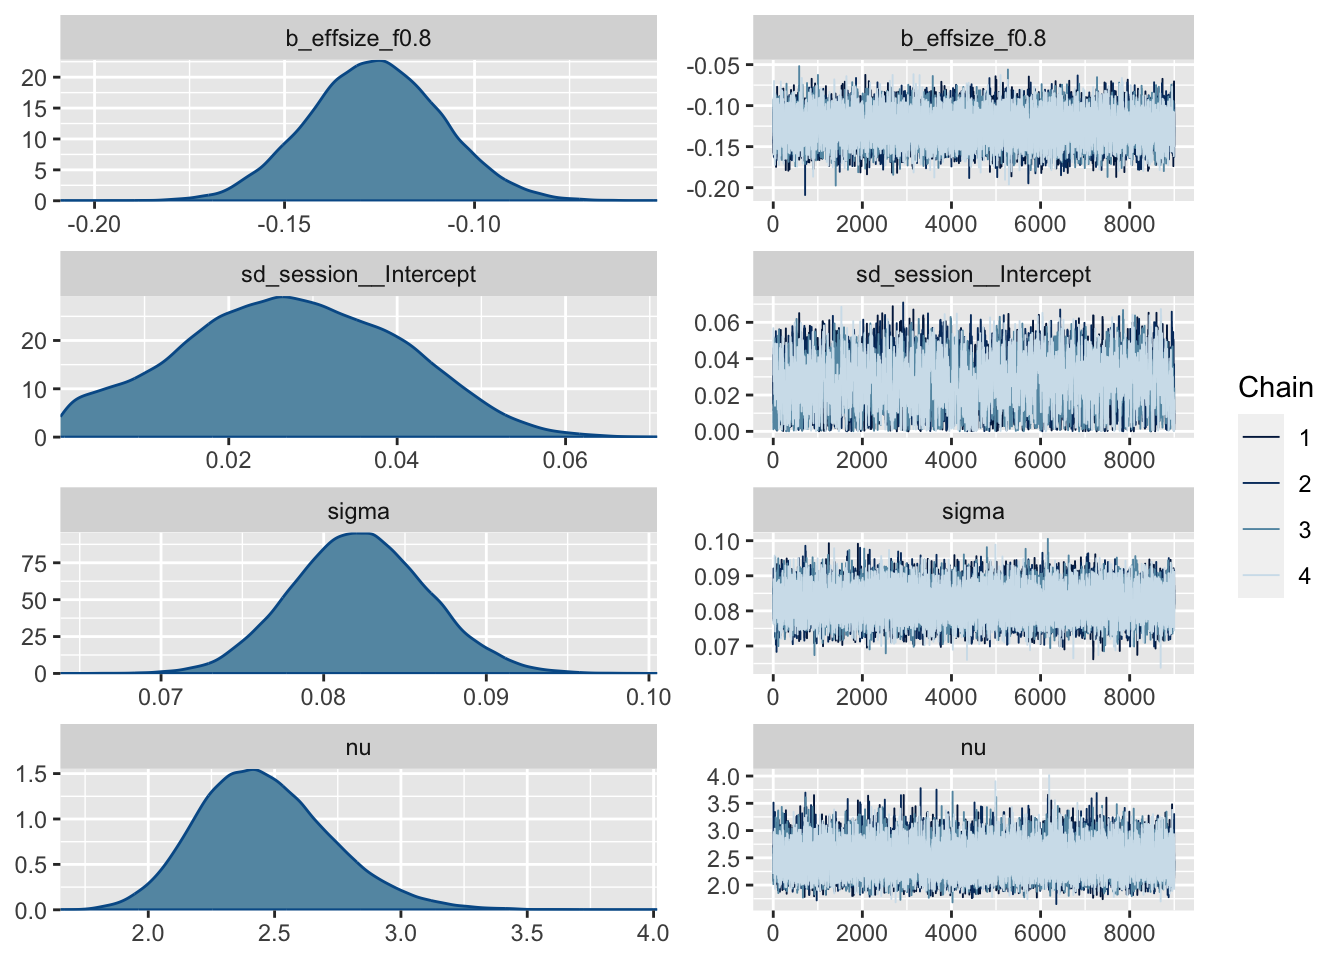 b_effsize_f0.8
20
15
10
5
0
-0.20 -0.15 -0.10
b_effsize_f0.8
-0.05
-0.10
-0.15
-0.20
0 2000 4000 6000 8000
sd_session__Intercept
20
10
0
0.02 0.04 0.06
sd_session__Intercept
0.06
0.04
0.02
0.00
0 2000 4000 6000 8000
sigma
75
50
25
0
0.07 0.08 0.09 0.10
sigma
0.10
0.09
0.08
0.07
0 2000 4000 6000 8000
nu
1.5
1.0
0.5
0.0
2.0 2.5 3.0 3.5 4.0
nu
4.0
3.5
3.0
2.5
2.0
0 2000 4000 6000 8000
Chain
1
2
3
4